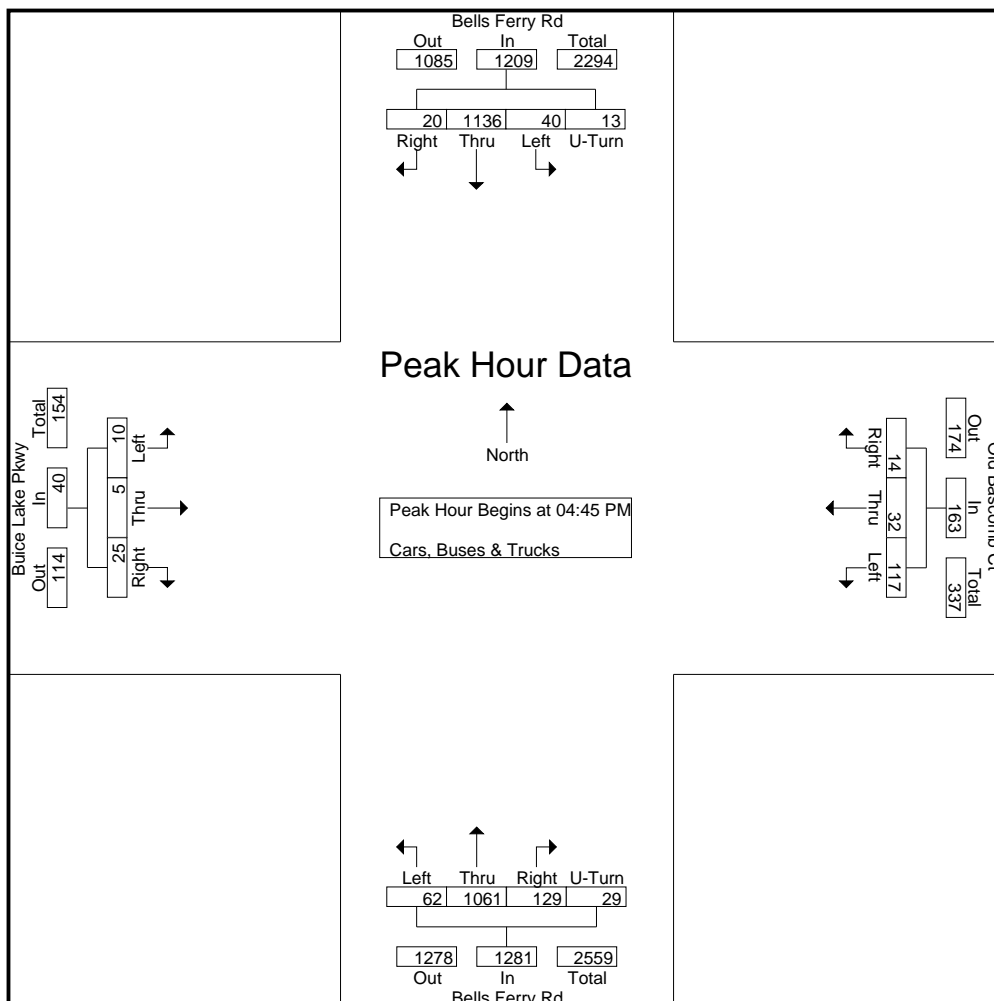 Bells Ferry Rd
Out In Total
1085 1209 2294
20 1136 40 13
Right Thru Left U-Turn
Peak Hour Data
North
Peak Hour Begins at 04:45 PM
Cars, Buses & Trucks
Buice Lake Pkwy
Total In Out
154 40 114
10 5 25
Left Thru Right
Right Thru Left
14 32 117
Out In Total
174 163 337
Old Bascomb Ct
Left Thru Right U-Turn
62 1061 129 29
1278 1281 2559
Out In Total
Bells Ferry Rd